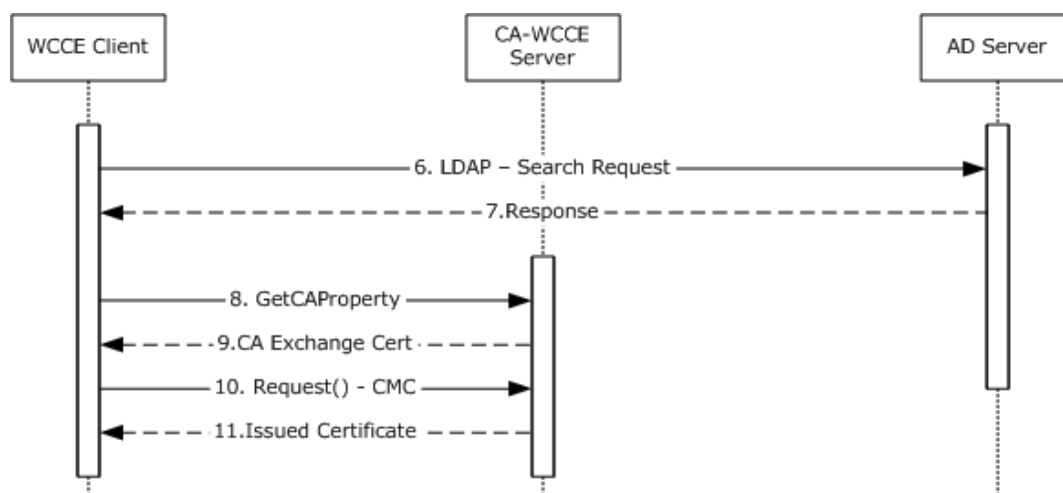 WCCE Client
CA-WCCE
Server
AD Server
6. LDAP – Search Request
7.Response
8. GetCAProperty
9.CA Exchange Cert
10. Request() - CMC
11.Issued Certificate